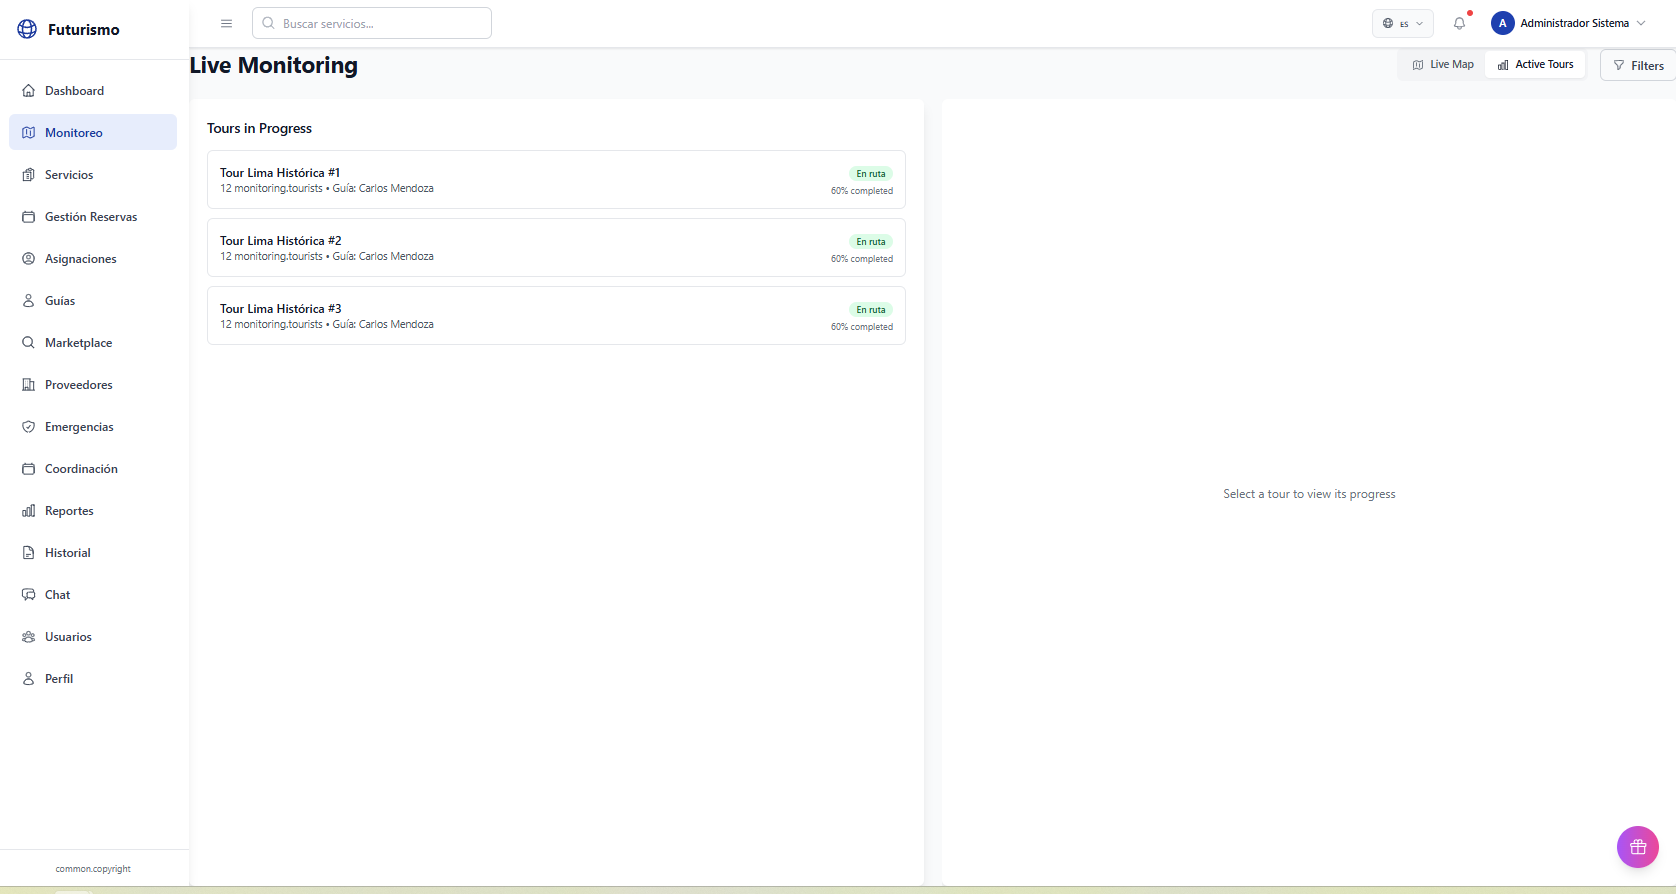 Futurismo
Buscar servicios...
ES
A
Administrador Sistema
Dashboard
Monitoreo
Servicios
Gestión Reservas
Asignaciones
Guías
Marketplace
Proveedores
Emergencias
Coordinación
Reportes
Historial
Chat
Usuarios
Perfil
common.copyright
Live Monitoring
Live Map
Active Tours
Filters
Tours in Progress
Tour Lima Histórica #1
12 monitoring.tourists • Guía: Carlos Mendoza
En ruta
60% completed
Tour Lima Histórica #2
12 monitoring.tourists • Guía: Carlos Mendoza
En ruta
60% completed
Tour Lima Histórica #3
12 monitoring.tourists • Guía: Carlos Mendoza
En ruta
60% completed
Select a tour to view its progress